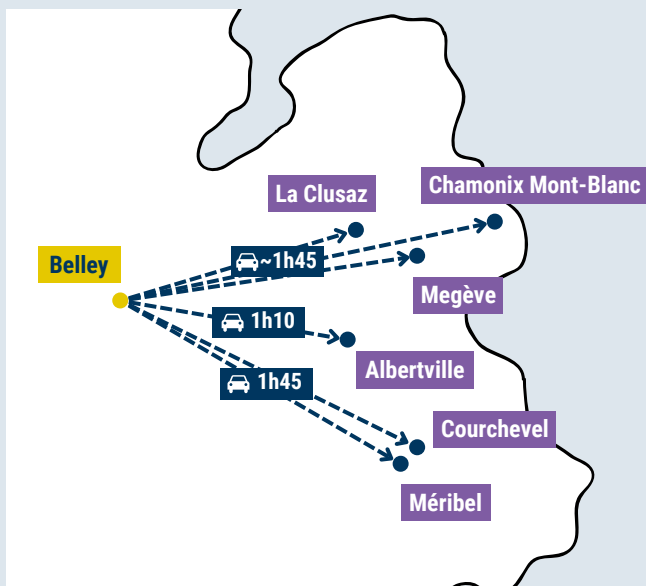 La Clusaz
Chamonix Mont-Blanc
Belley
~1h45
Megève
1h10
Albertville
1h45
Courchevel
Méribel